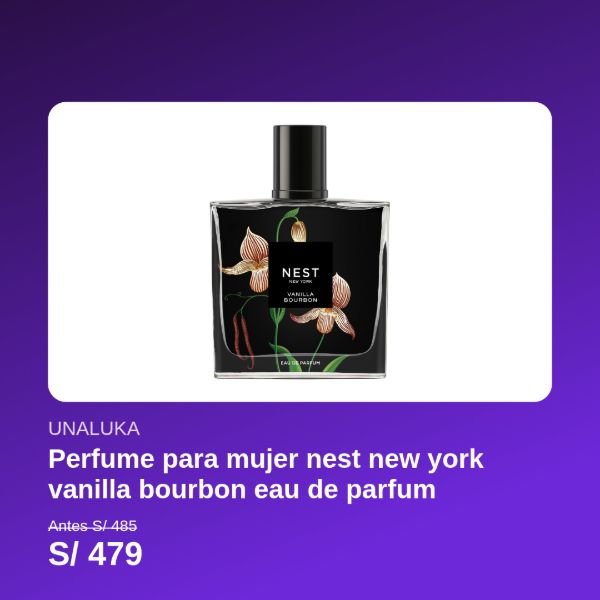 NEST
NEW YORK
VANILLA
BOURBON
EAU DE PARFUM
UNALUKA
Perfume para mujer nest new york
vanilla bourbon eau de parfum
Antes S/ 485
S/ 479